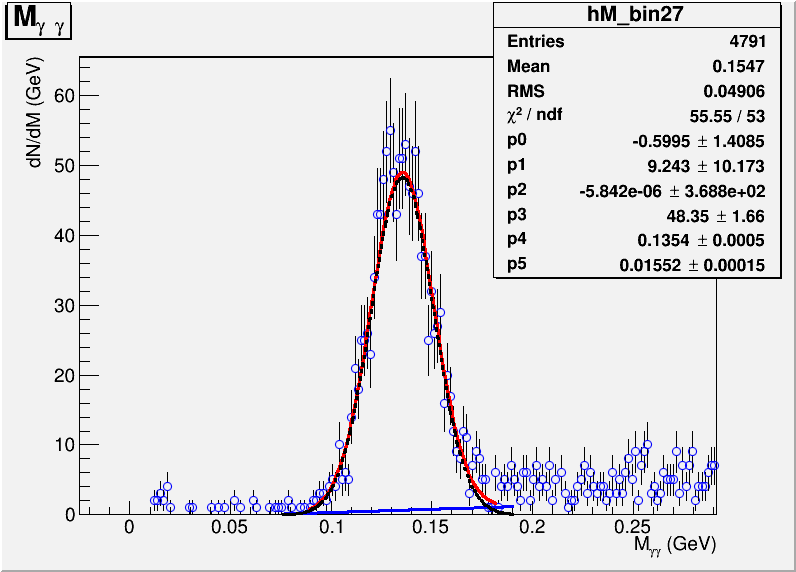 M γ γ
hM_bin27
Entries 4791
Mean 0.1547
RMS 0.04906
χ² / ndf 55.55 / 53
p0 -0.5995 ± 1.4085
p1 9.243 ± 10.173
p2 -5.842e-06 ± 3.688e+02
p3 48.35 ± 1.66
p4 0.1354 ± 0.0005
p5 0.01552 ± 0.00015
dN/dM (GeV)
60
50
40
30
20
10
0
0 0.05 0.1 0.15 0.2 0.25
Mγγ (GeV)